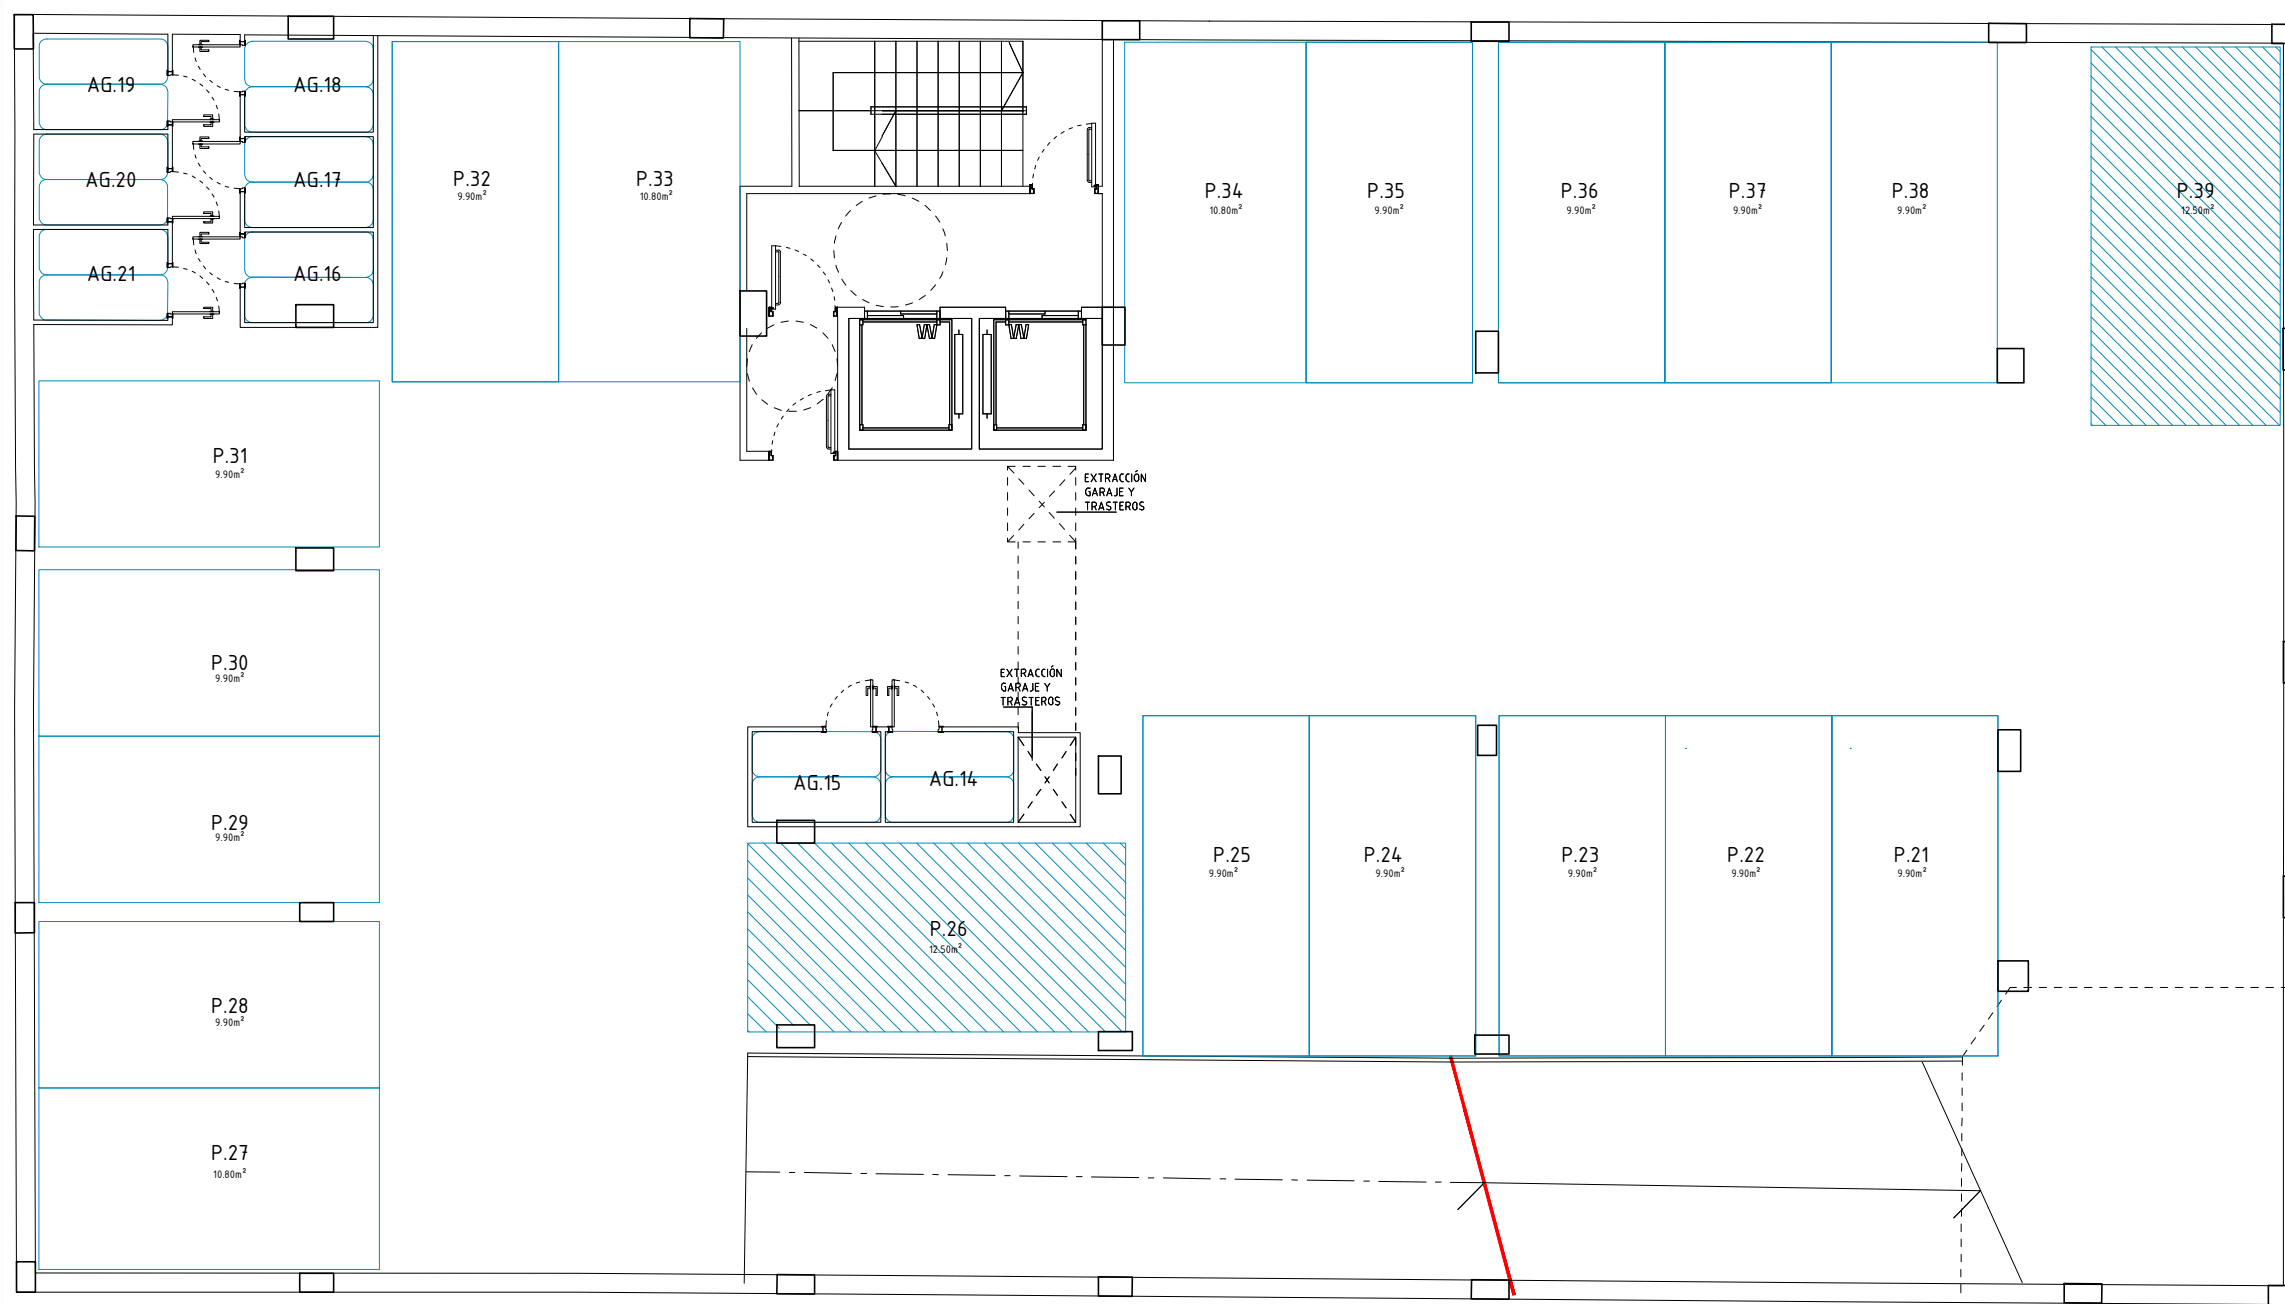 AG.19
AG.18
AG.20
AG.17
AG.21
AG.16
P.32
9.90m²
P.33
10.80m²
P.34
10.80m²
P.35
9.90m²
P.36
9.90m²
P.37
9.90m²
P.38
9.90m²
P.39
12.50m²
P.31
9.90m²
EXTRACCIÓN
GARAJE Y
TRASTEROS
P.30
9.90m²
EXTRACCIÓN
GARAJE Y
TRASTEROS
AG.15
AG.14
P.29
9.90m²
P.25
9.90m²
P.24
9.90m²
P.23
9.90m²
P.22
9.90m²
P.21
9.90m²
P.26
12.50m²
P.28
9.90m²
P.27
10.80m²